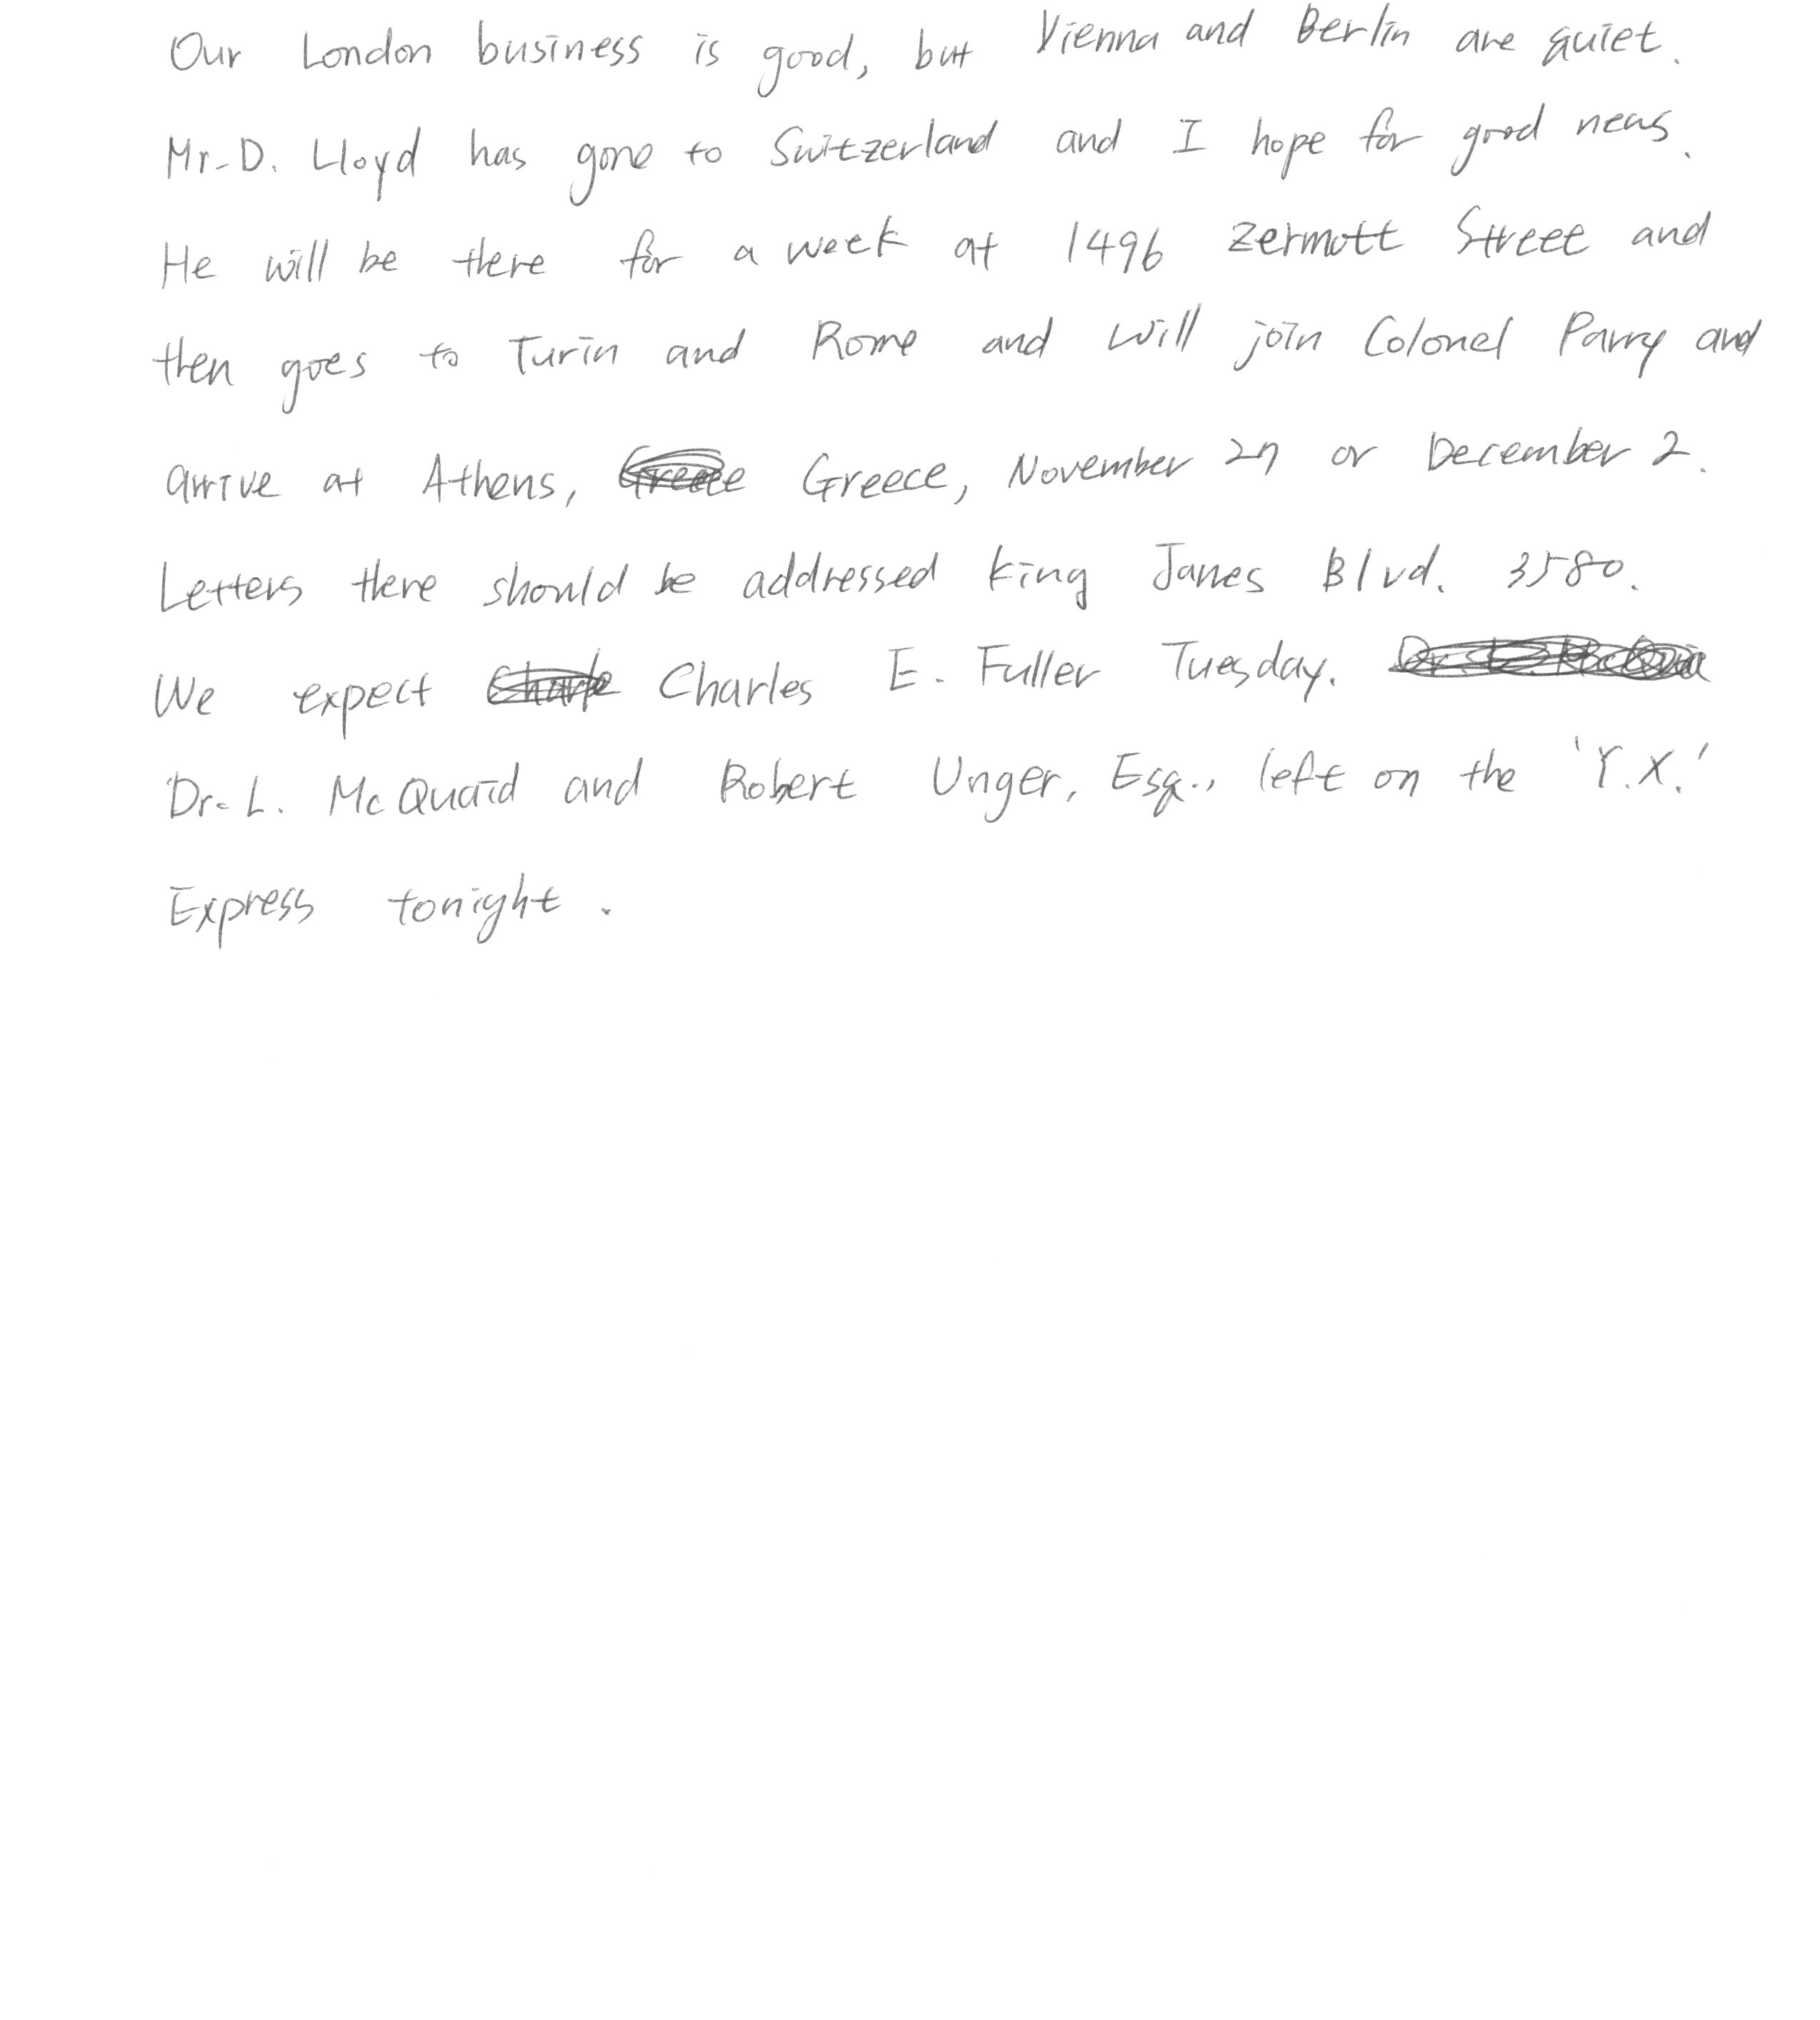 Our London business is good, but Vienna and Berlin are quiet.
Mr. D. Lloyd has gone to Switzerland and I hope for good news.
He will be there for a week at 1496 Zermott Street and
then goes to Turin and Rome and will join Colonel Parry and
arrive at Athens, Greece, November 27 or December 2.
Letters there should be addressed King James Blvd. 3580.
We expect Charles E. Fuller Tuesday.
Dr. L. McQuaid and Robert Unger, Esq., left on the 'Y.X.'
Express tonight.